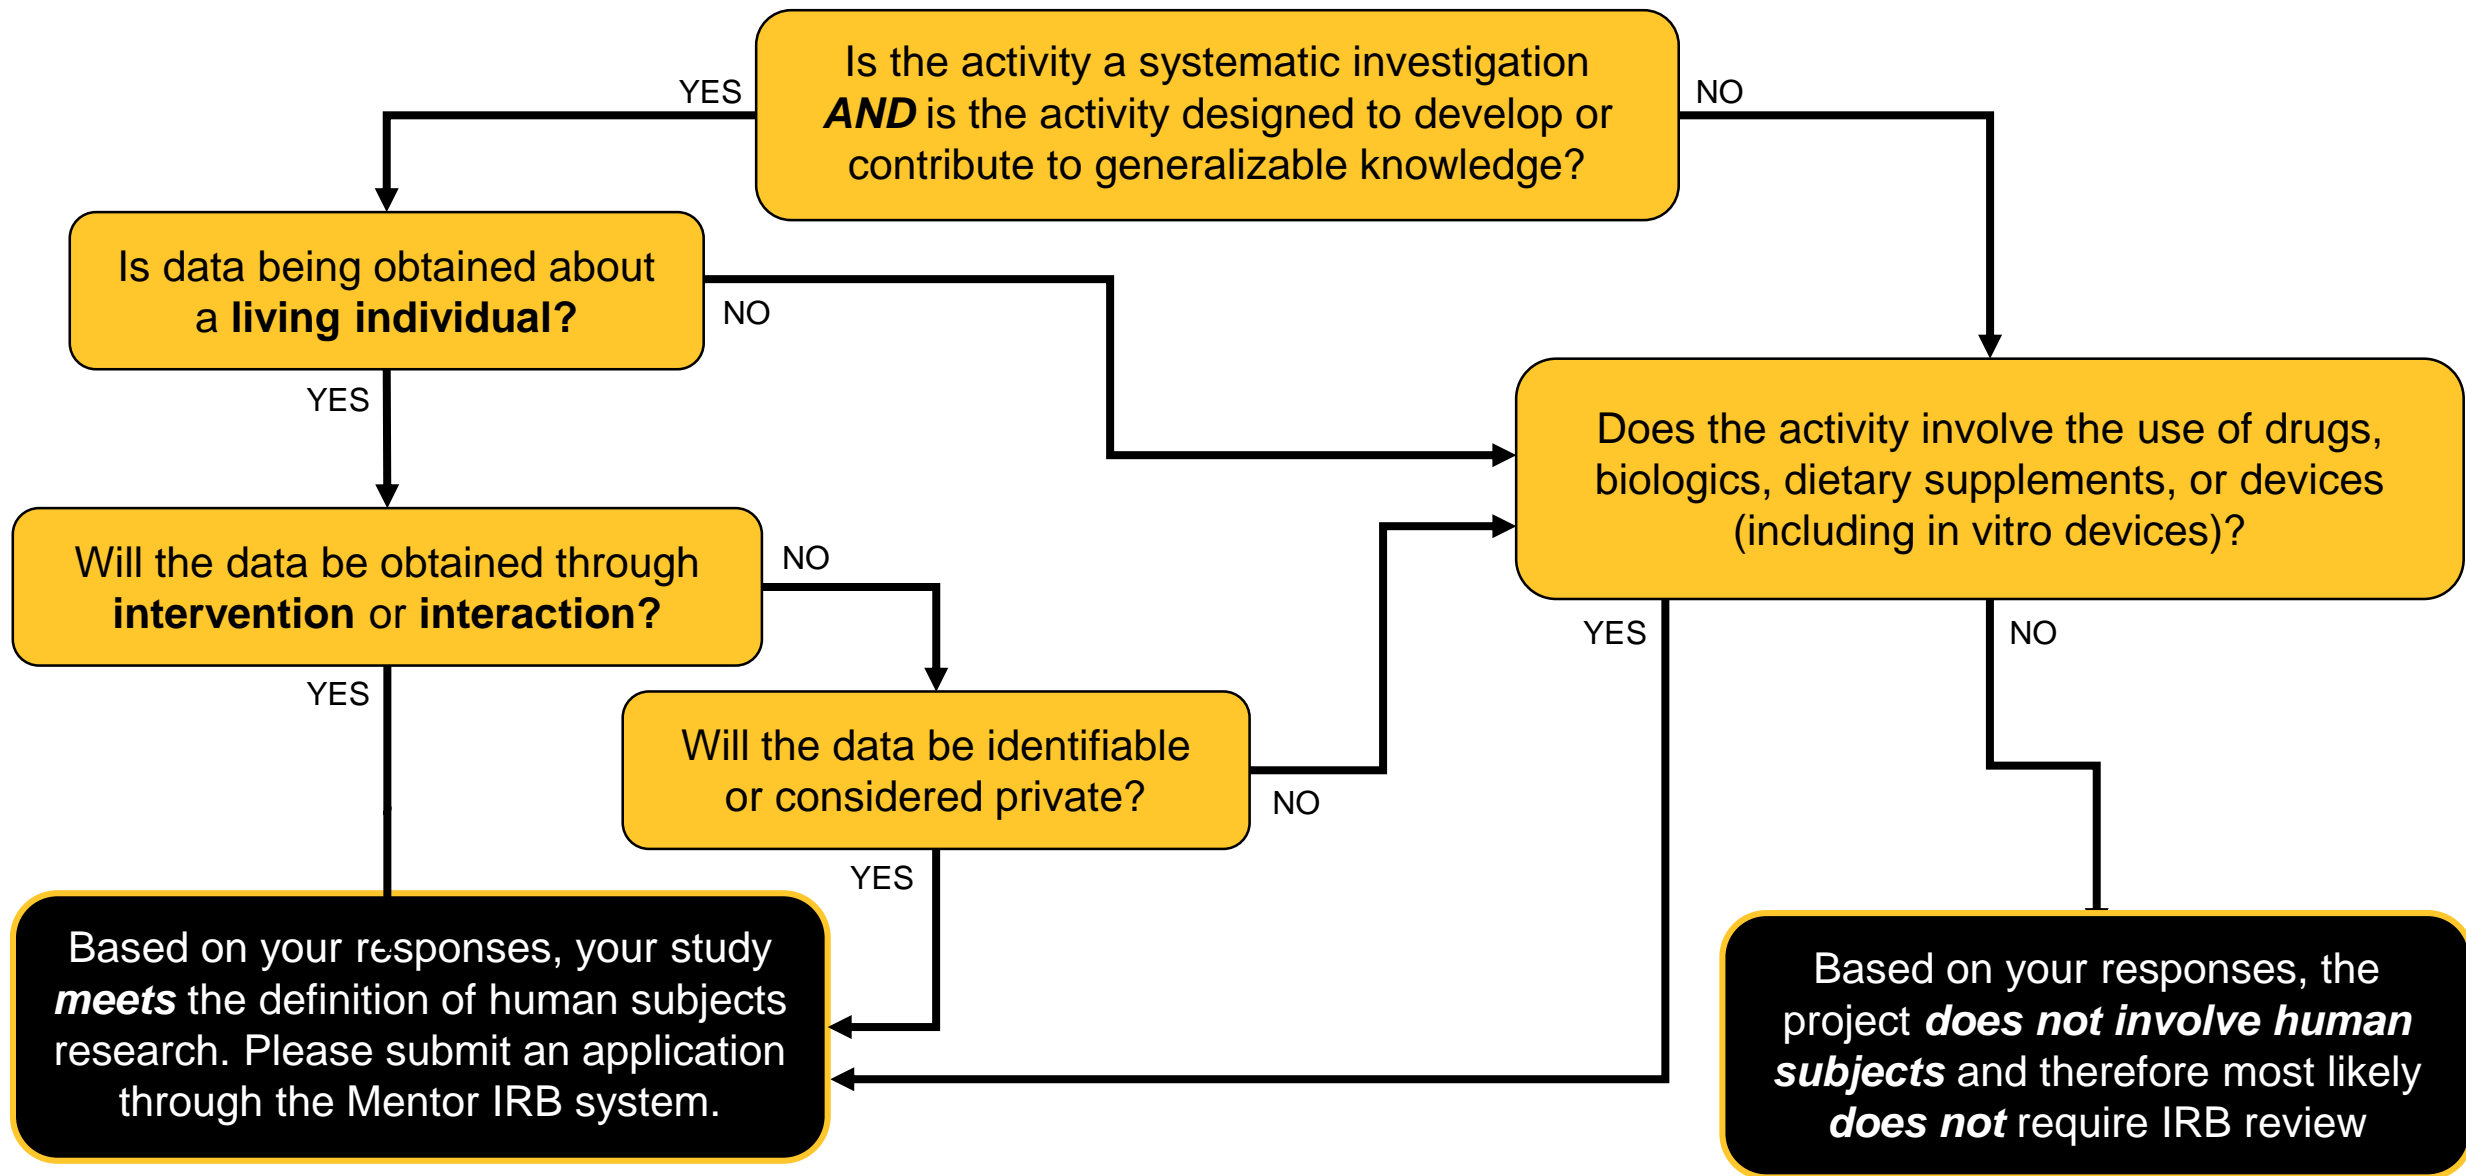 Is the activity a systematic investigation
AND is the activity designed to develop or
contribute to generalizable knowledge?
YES
NO
Is data being obtained about
a living individual?
NO
YES
Does the activity involve the use of drugs,
biologics, dietary supplements, or devices
(including in vitro devices)?
Will the data be obtained through
intervention or interaction?
NO
YES
YES
NO
Will the data be identifiable
or considered private?
NO
YES
Based on your responses, your study
meets the definition of human subjects
research. Please submit an application
through the Mentor IRB system.
Based on your responses, the
project does not involve human
subjects and therefore most likely
does not require IRB review